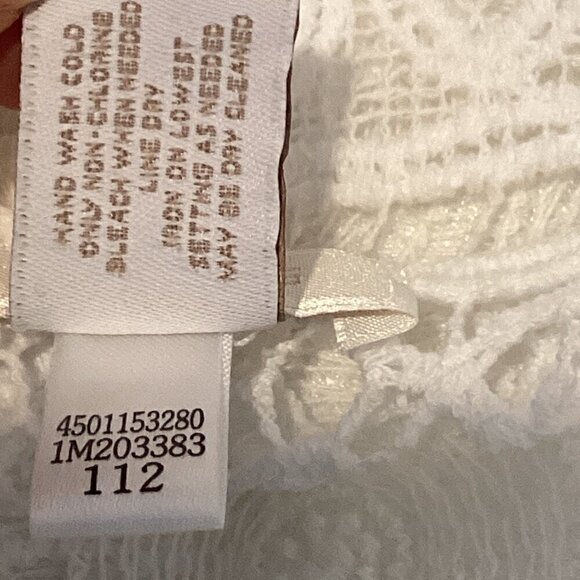 HAND WASH COLD
ONLY NON-CHLORINE
BLEACH WHEN NEEDED
LINE DRY
IRON ON LOWEST
SETTING AS NEEDED
MAY BE DRY CLEANED
4501153280
1M203383
112